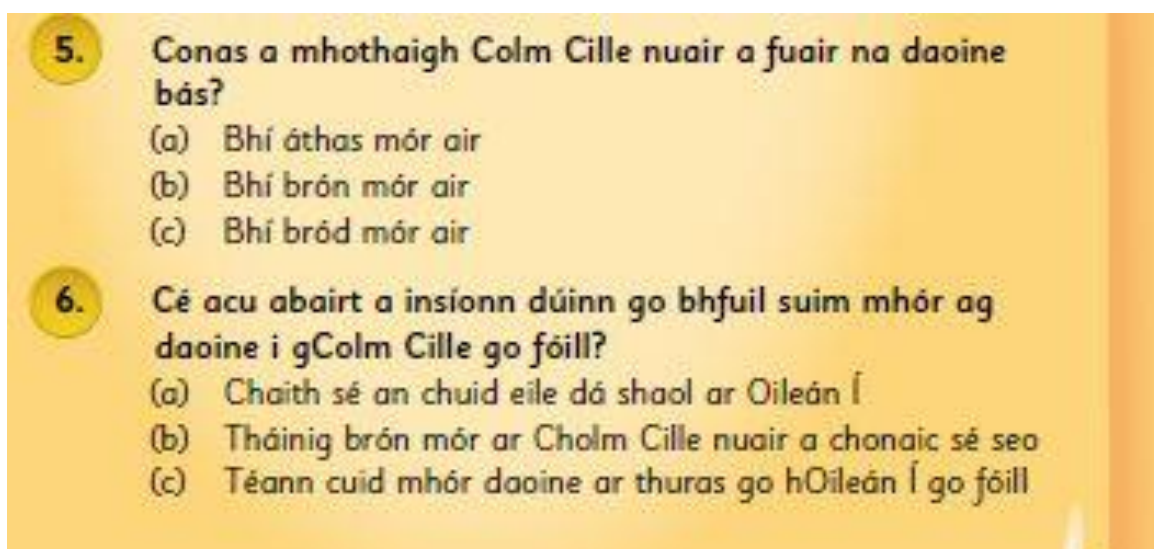 5. Conas a mhothaigh Colm Cille nuair a fuair na daoine
bás?
(a) Bhí áthas mór air
(b) Bhí brón mór air
(c) Bhí bród mór air
6. Cé acu abairt a insíonn dúinn go bhfuil suim mhór ag
daoine i gColm Cille go fóill?
(a) Chaith sé an chuid eile dá shaol ar Oileán Í
(b) Tháinig brón mór ar Cholm Cille nuair a chonaic sé seo
(c) Téann cuid mhór daoine ar thuras go hOileán Í go fóill